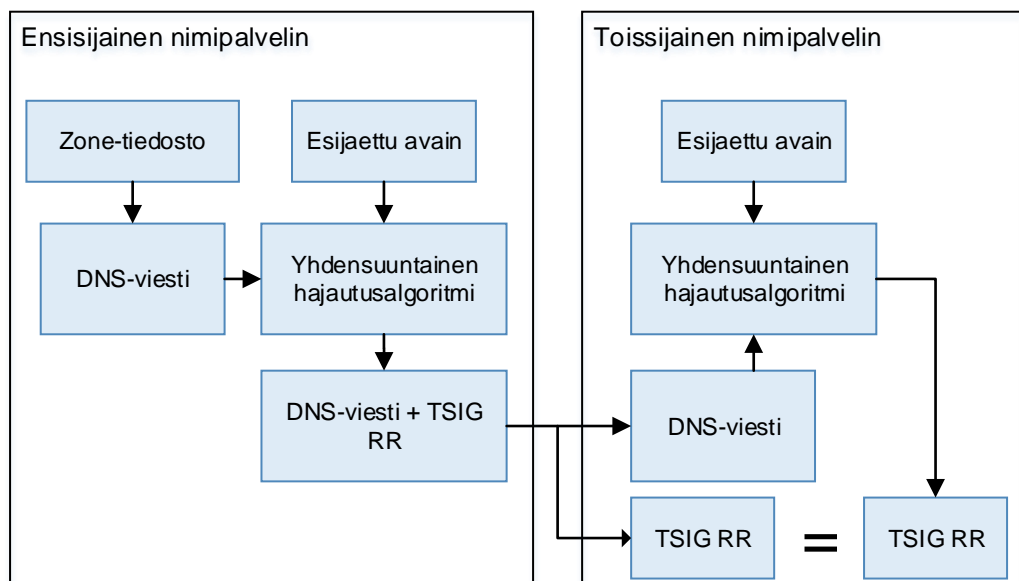 Ensisijainen nimipalvelin
Zone-tiedosto
Esijaettu avain
DNS-viesti
Yhdensuuntainen
hajautusalgoritmi
DNS-viesti + TSIG
RR
Toissijainen nimipalvelin
Esijaettu avain
Yhdensuuntainen
hajautusalgoritmi
DNS-viesti
TSIG RR
=
TSIG RR